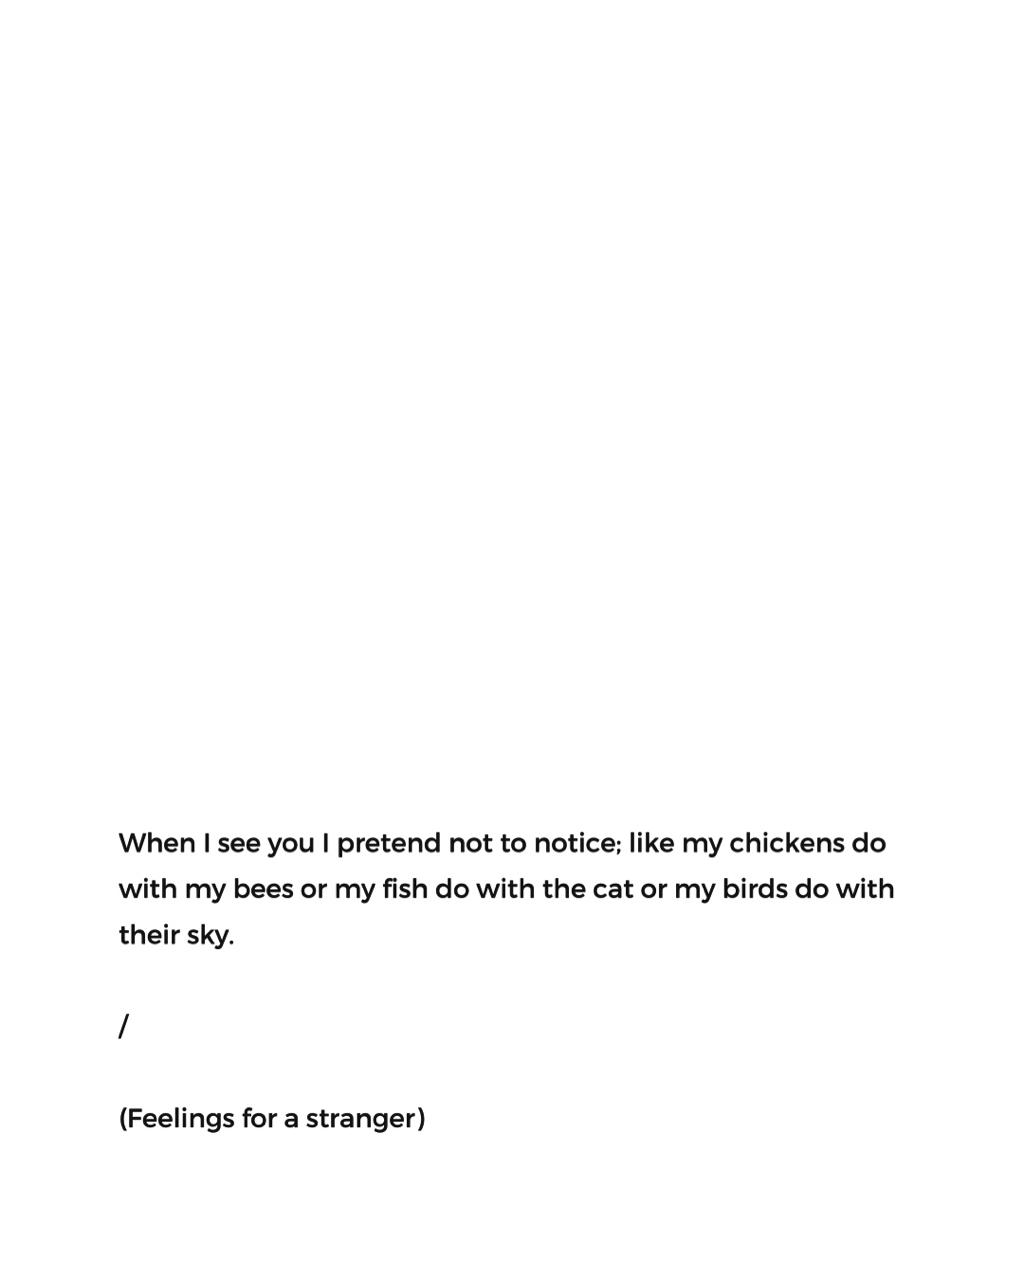 When I see you I pretend not to notice; like my chickens do
with my bees or my fish do with the cat or my birds do with
their sky.
/
(Feelings for a stranger)